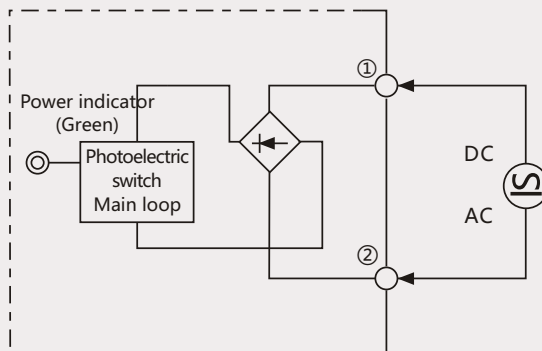 ①
Power indicator
(Green)
Photoelectric
switch
Main loop
DC
AC
②